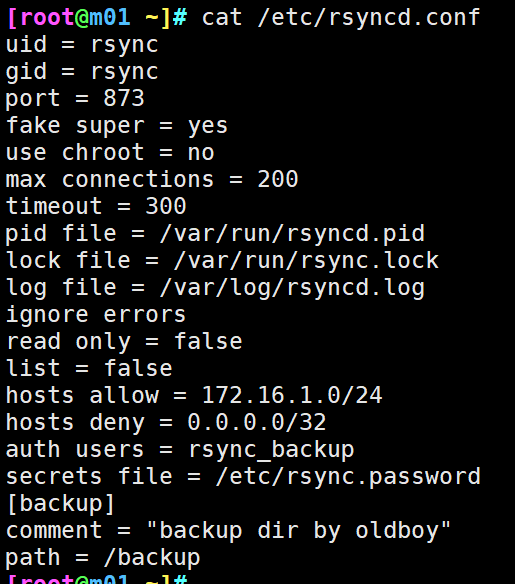 [root@m01 ~]# cat /etc/rsyncd.conf
uid = rsync
gid = rsync
port = 873
fake super = yes
use chroot = no
max connections = 200
timeout = 300
pid file = /var/run/rsyncd.pid
lock file = /var/run/rsync.lock
log file = /var/log/rsyncd.log
ignore errors
read only = false
list = false
hosts allow = 172.16.1.0/24
hosts deny = 0.0.0.0/32
auth users = rsync_backup
secrets file = /etc/rsync.password
[backup]
comment = "backup dir by oldboy"
path = /backup
[root@m01 ~]#